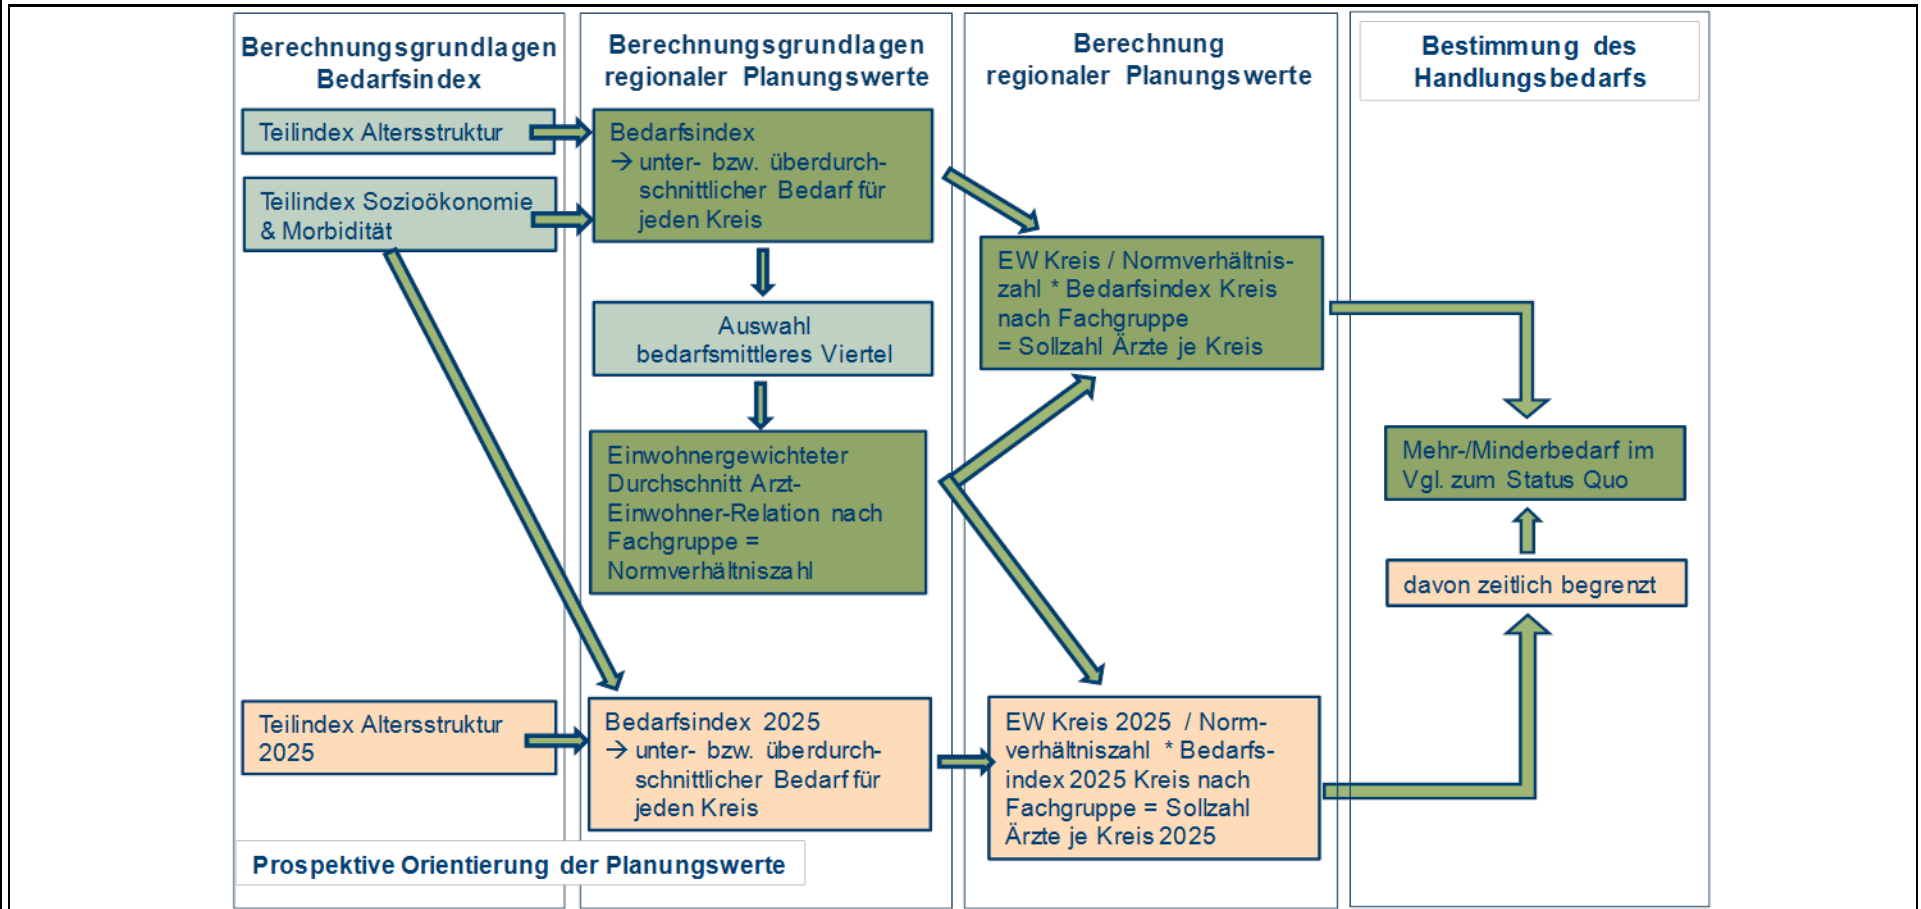 Berechnungsgrundlagen
Bedarfsindex
Teilindex Altersstruktur
Teilindex Sozioökonomie
& Morbidität
Teilindex Altersstruktur
2025
Berechnungsgrundlagen
regionaler Planungswerte
Bedarfsindex
→ unter- bzw. überdurch-
schnittlicher Bedarf für
jeden Kreis
Auswahl
bedarfsmittleres Viertel
Einwohnergewichteter
Durchschnitt Arzt-
Einwohner-Relation nach
Fachgruppe =
Normverhältniszahl
Bedarfsindex 2025
→ unter- bzw. überdurch-
schnittlicher Bedarf für
jeden Kreis
Berechnung
regionaler Planungswerte
EW Kreis / Normverhältnis-
zahl * Bedarfsindex Kreis
nach Fachgruppe
= Sollzahl Ärzte je Kreis
EW Kreis 2025 / Norm-
verhältniszahl * Bedarfs-
index 2025 Kreis nach
Fachgruppe = Sollzahl
Ärzte je Kreis 2025
Bestimmung des
Handlungsbedarfs
Mehr-/Minderbedarf im
Vgl. zum Status Quo
davon zeitlich begrenzt
Prospektive Orientierung der Planungswerte